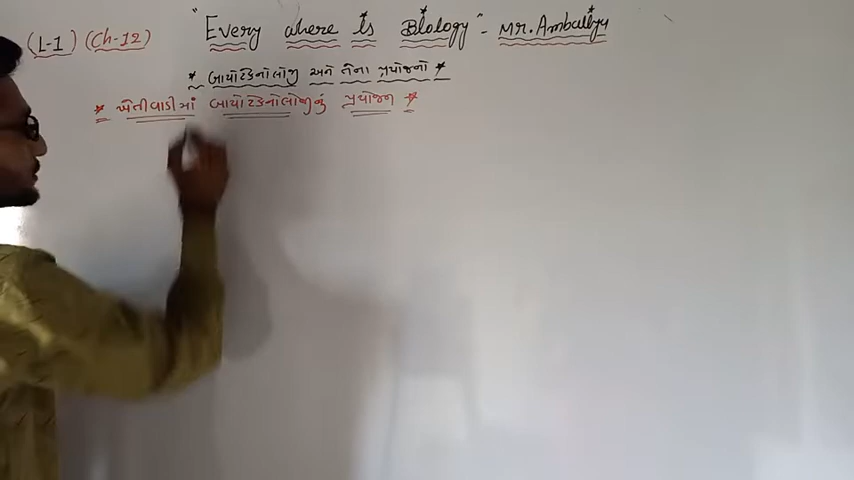 "Every where is Biology" - Mr. Ambaliya
(L-1) (Ch-12)
* બાયોટેકનોલોજી અને તેના પ્રયોજનો *
* ખેતીવાડીમાં બાયોટેકનોલોજીનું પ્રયોજન *